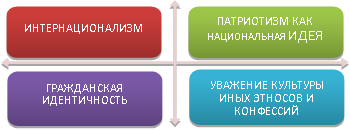 ИНТЕРНАЦИОНАЛИЗМ
ПАТРИОТИЗМ КАК
национальная ИДЕЯ
ГРАЖДАНСКАЯ
ИДЕНТИЧНОСТЬ
УВАЖЕНИЕ КУЛЬТУРЫ
ИНЫХ ЭТНОСОВ И
КОНФЕССИЙ